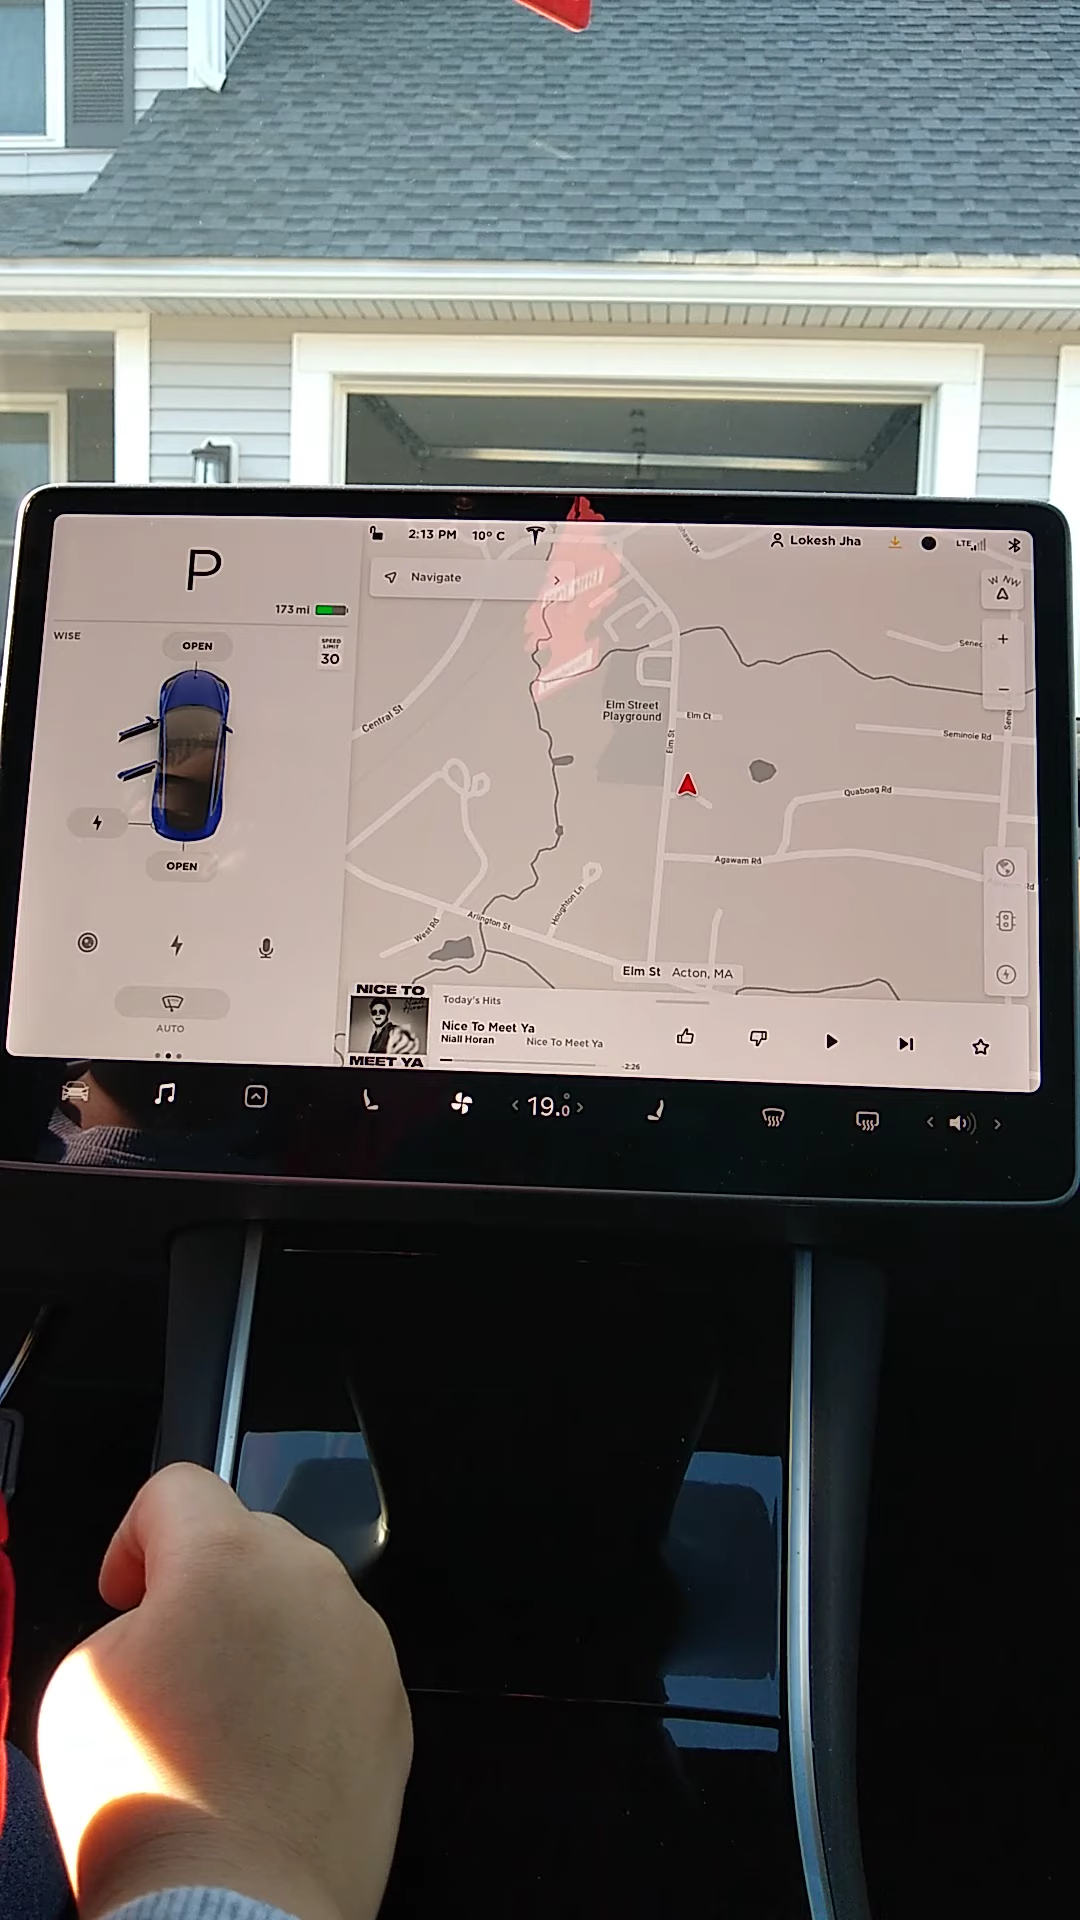 P
2:13 PM 10° C
Lokesh Jha
LTE
Navigate
173 mi
WISE
OPEN
SPEED
LIMIT
30
W NW
Central St
Elm Street
Playground
Elm Ct
Elm St
Seminole Rd
Quaboag Rd
Agawam Rd
Houghton Ln
Arlington St
West Rd
OPEN
AUTO
Elm St Acton, MA
NICE TO
MEET YA
Today's Hits
Nice To Meet Ya
Niall Horan Nice To Meet Ya
-2:26
19.0